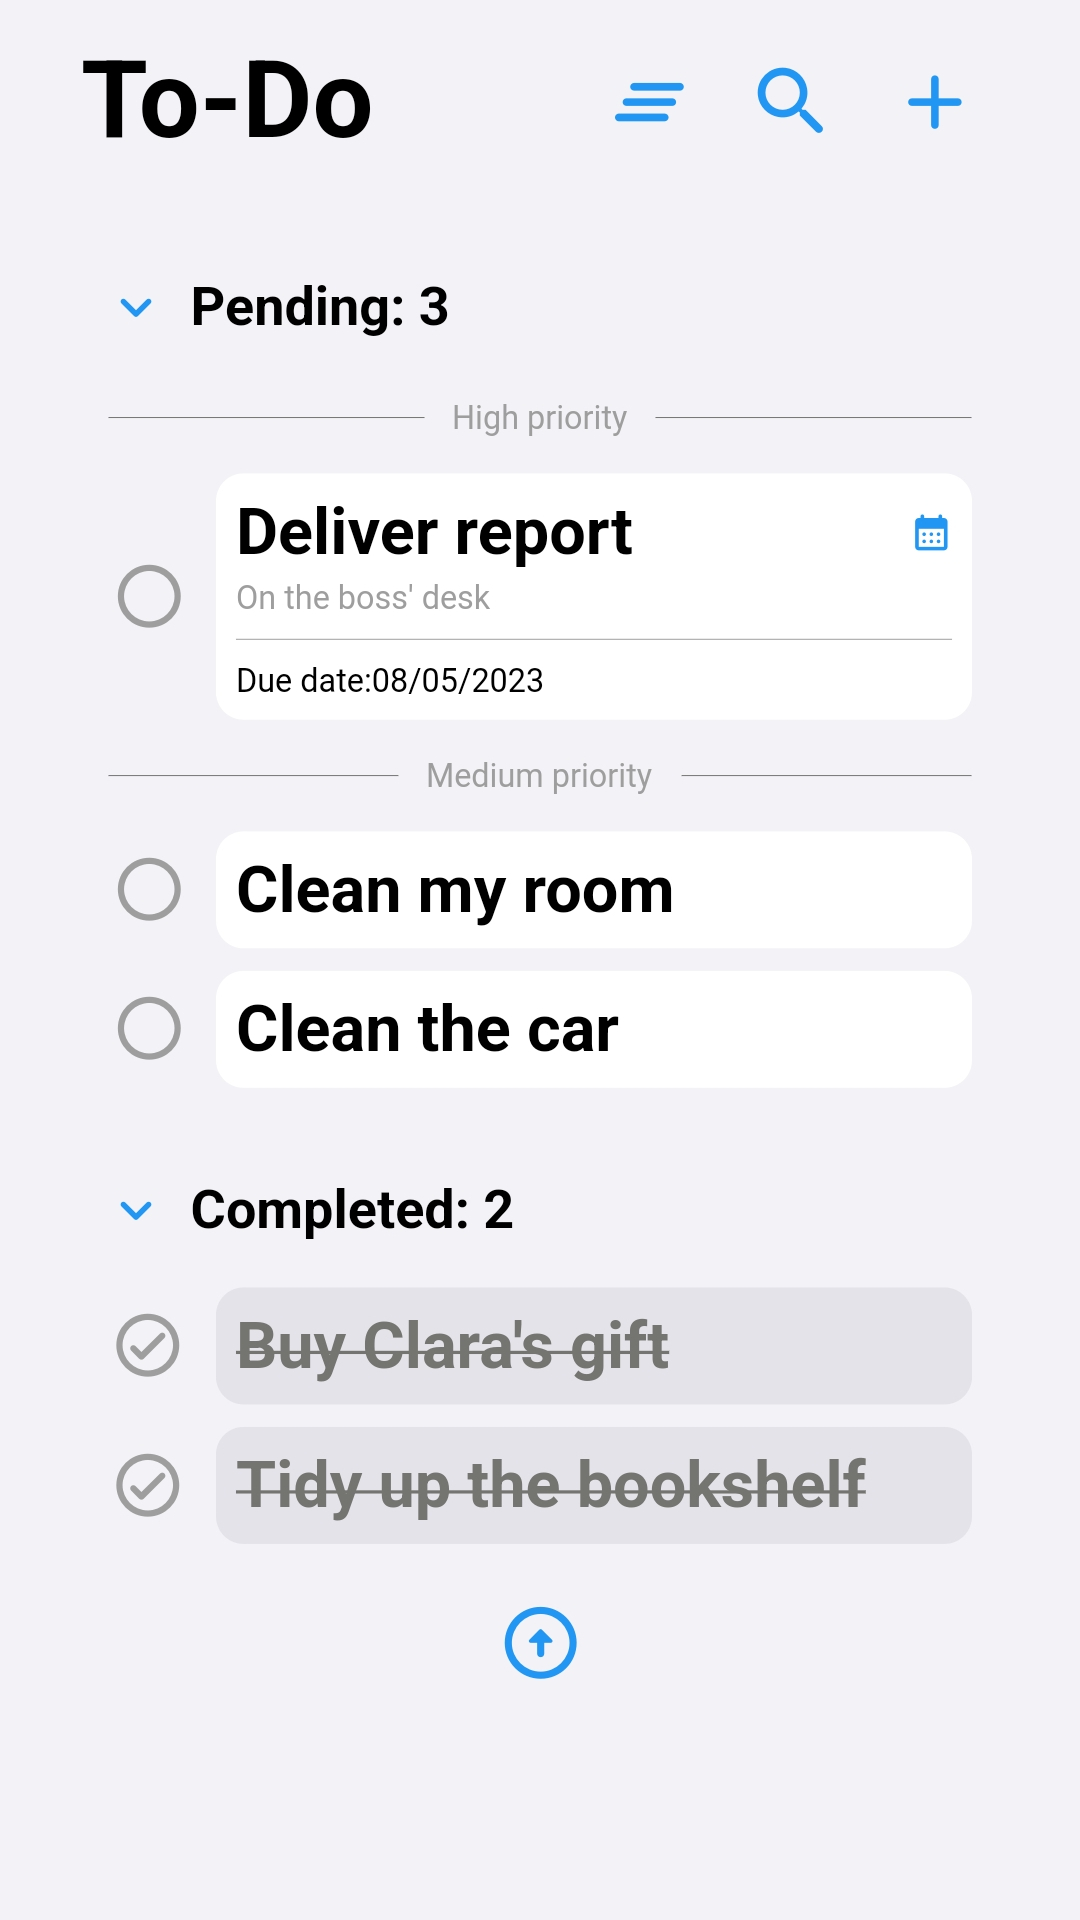 To-Do
Pending: 3
High priority
Deliver report
On the boss' desk
Due date:08/05/2023
Medium priority
Clean my room
Clean the car
Completed: 2
Buy Clara's gift
Tidy up the bookshelf